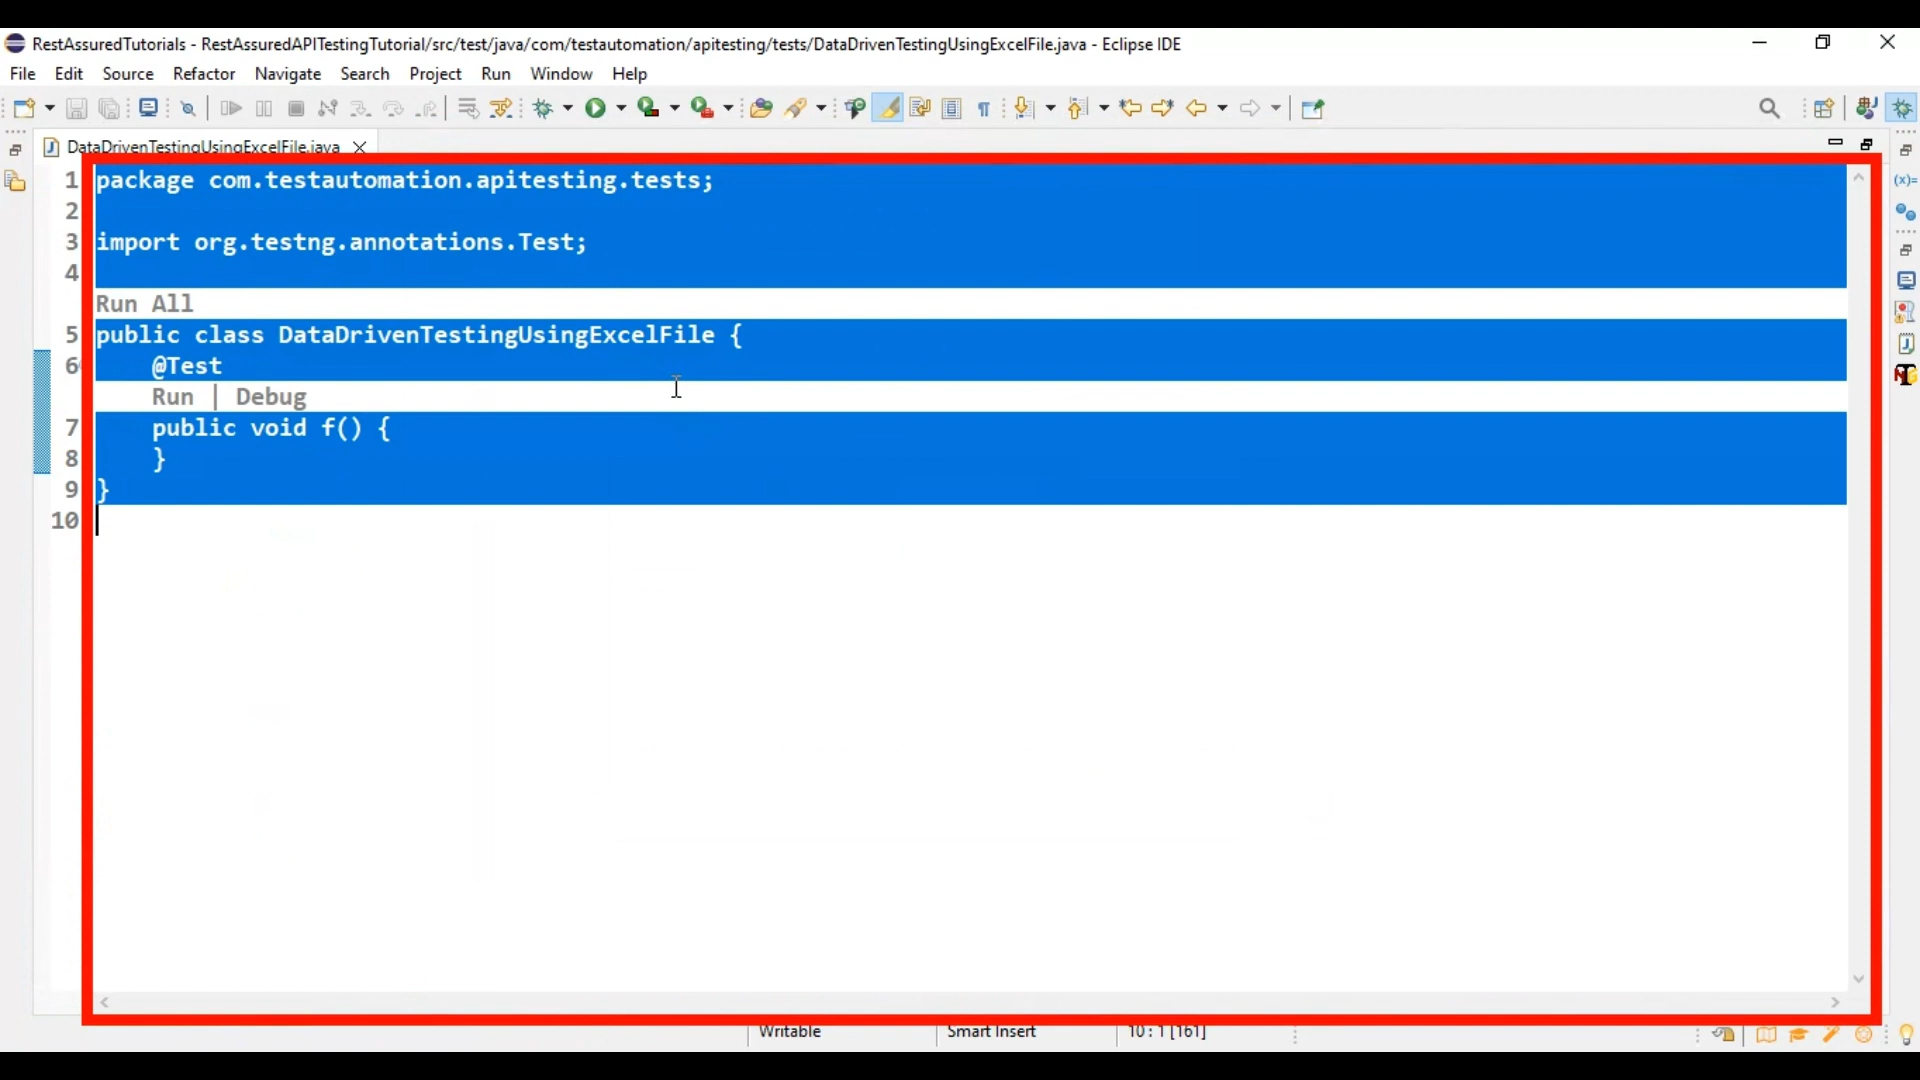 RestAssuredTutorials - RestAssuredAPITestingTutorial/src/test/java/com/testautomation/apitesting/tests/DataDrivenTestingUsingExcelFile.java - Eclipse IDE
File Edit Source Refactor Navigate Search Project Run Window Help
DataDrivenTestingUsingExcelFile.java
1 package com.testautomation.apitesting.tests;
2
3 import org.testng.annotations.Test;
4
Run All
5 public class DataDrivenTestingUsingExcelFile {
6 @Test
Run | Debug
7 public void f() {
8 }
9 }
10
(x)=
Writable Smart Insert 10 : 1 [161]